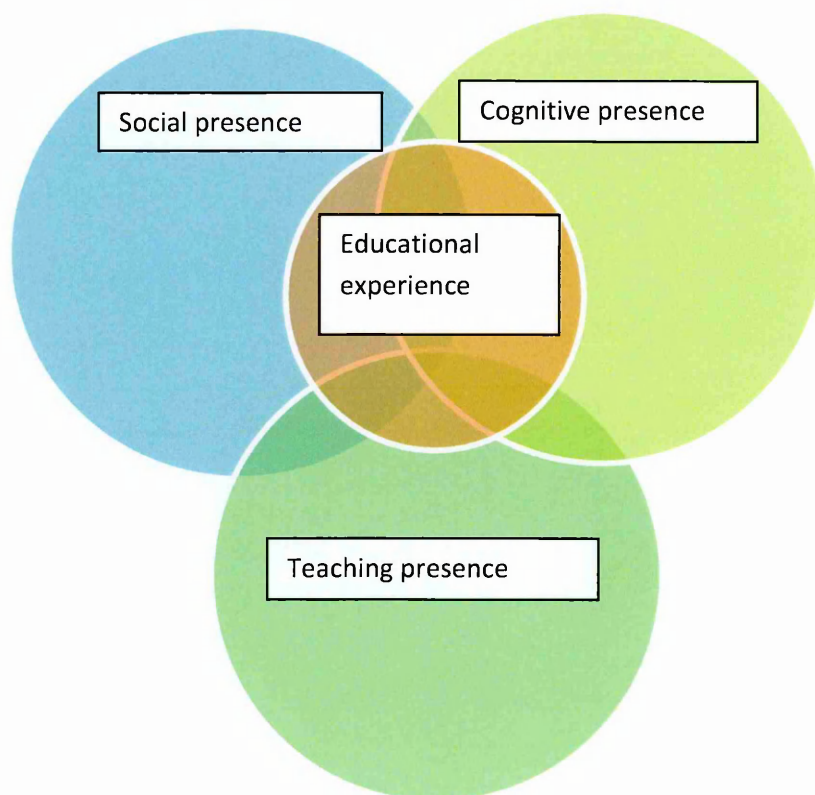 Social presence
Cognitive presence
Educational
experience
Teaching presence